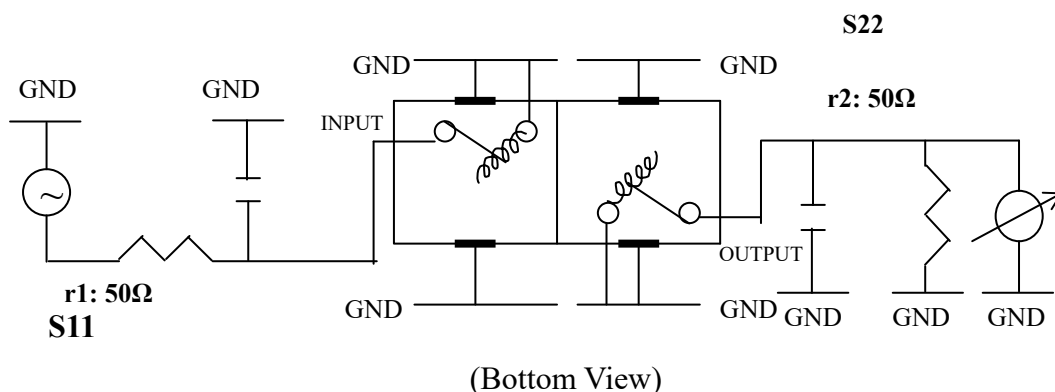 S22
GND
GND
GND
GND
r2: 50Ω
INPUT
OUTPUT
r1: 50Ω
S11
GND
GND
GND
GND
GND
(Bottom View)